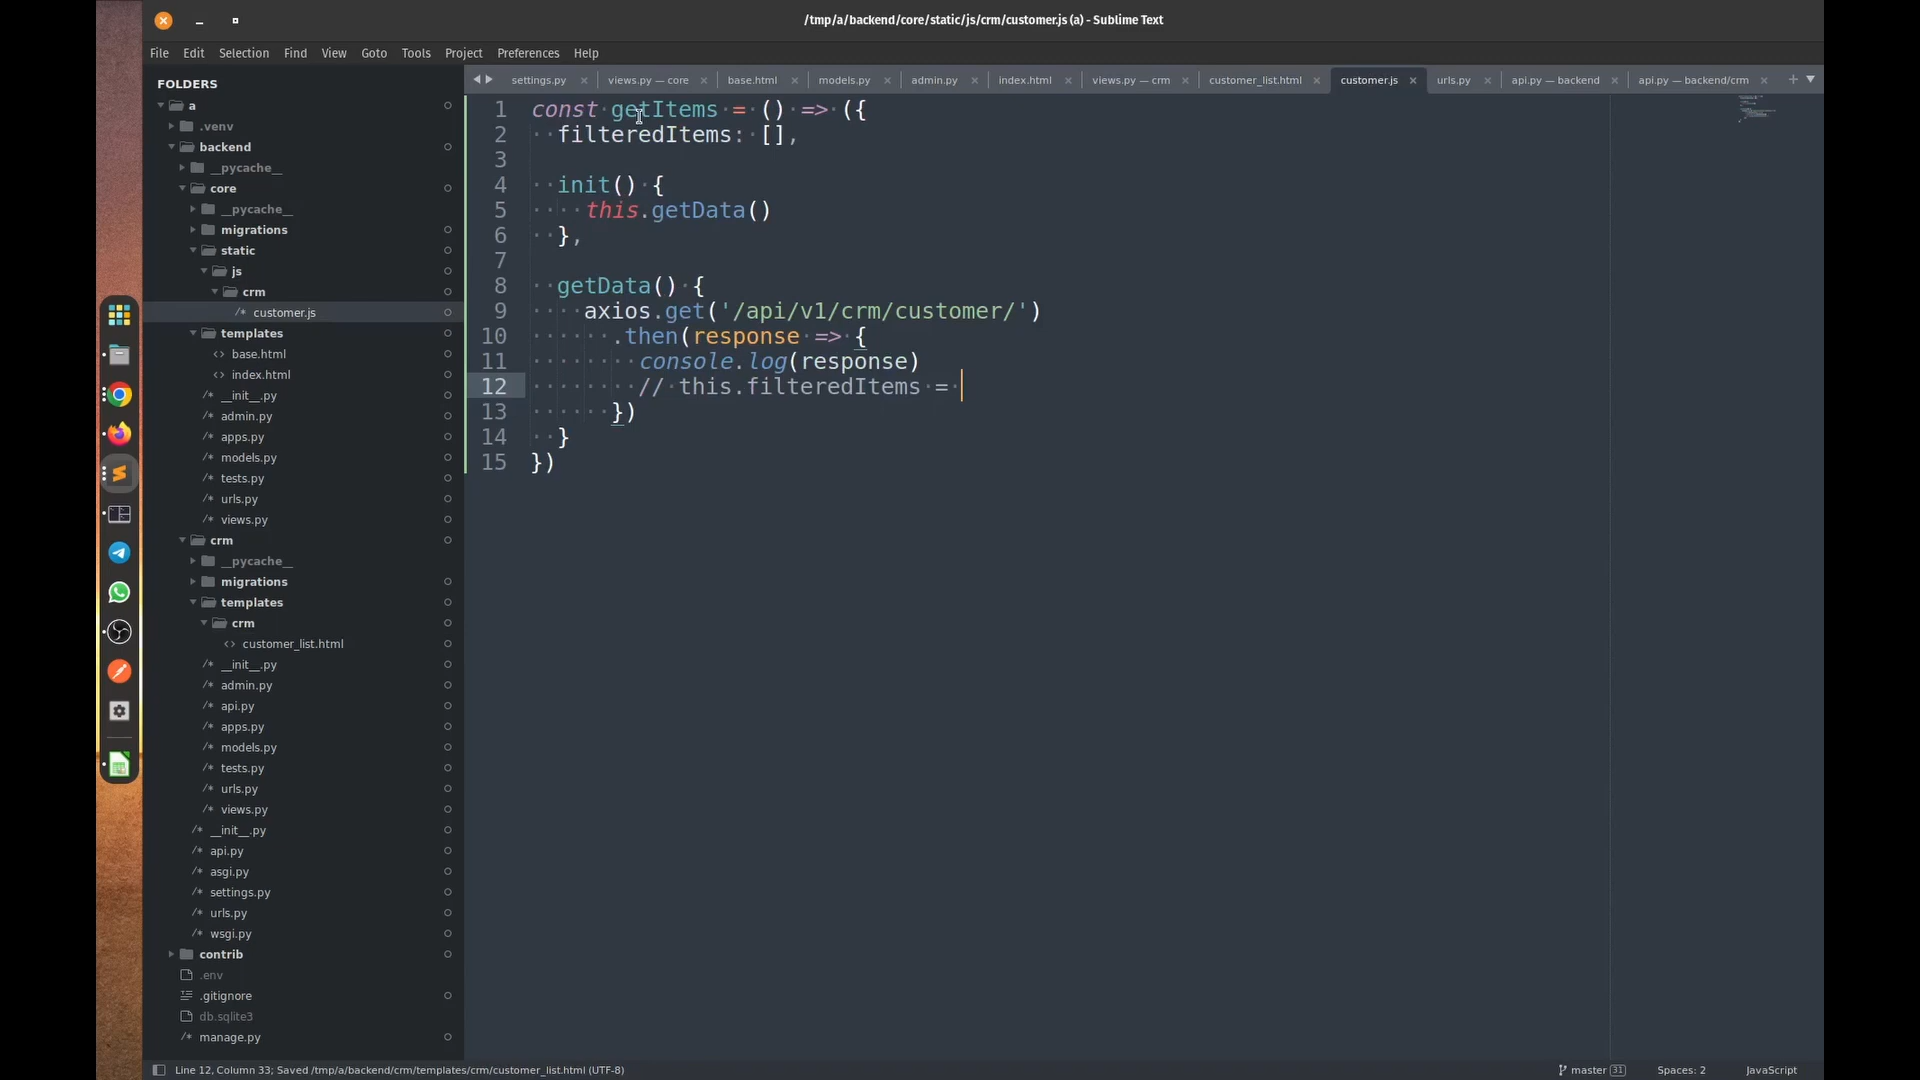 /tmp/a/backend/core/static/js/crm/customer.js (a) - Sublime Text
File Edit Selection Find View Goto Tools Project Preferences Help
FOLDERS
a
.venv
backend
__pycache__
core
__pycache__
migrations
static
js
crm
/* customer.js
templates
<> base.html
<> index.html
/* __init__.py
/* admin.py
/* apps.py
/* models.py
/* tests.py
/* urls.py
/* views.py
crm
__pycache__
migrations
templates
crm
<> customer_list.html
/* __init__.py
/* admin.py
/* api.py
/* apps.py
/* models.py
/* tests.py
/* urls.py
/* views.py
/* __init__.py
/* api.py
/* asgi.py
/* settings.py
/* urls.py
/* wsgi.py
contrib
.env
.gitignore
db.sqlite3
/* manage.py
settings.py views.py — core base.html models.py admin.py index.html views.py — crm customer_list.html customer.js urls.py api.py — backend api.py — backend/crm
1 const getItems = () => ({
2 filteredItems: [],
3
4 init() {
5 this.getData()
6 },
7
8 getData() {
9 axios.get('/api/v1/crm/customer/')
10 .then(response => {
11 console.log(response)
12 // this.filteredItems =
13 })
14 }
15 })
Line 12, Column 33; Saved /tmp/a/backend/crm/templates/crm/customer_list.html (UTF-8) master 31 Spaces: 2 JavaScript